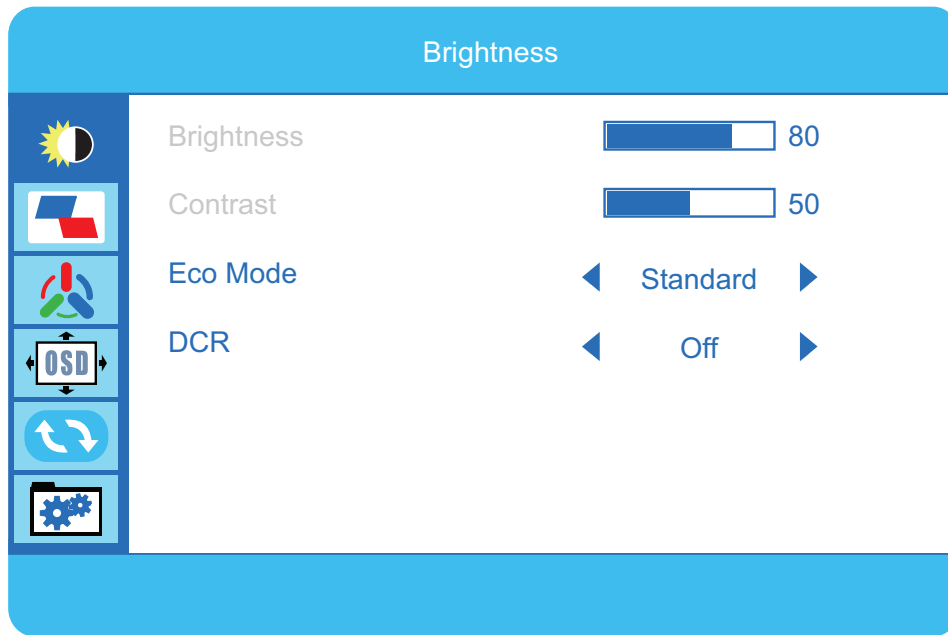 Brightness
Brightness 80
Contrast 50
Eco Mode Standard
DCR Off
OSD